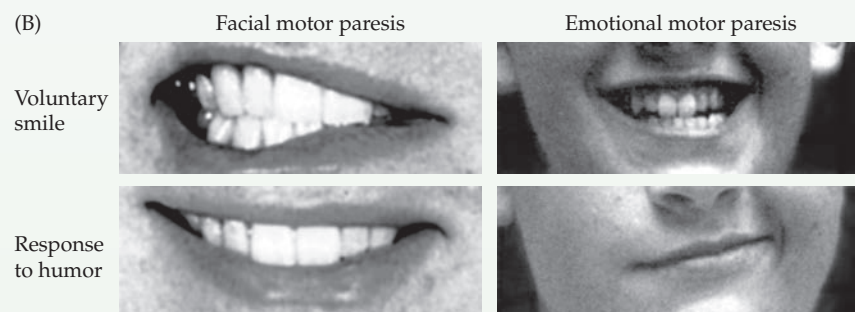 (B)
Facial motor paresis
Emotional motor paresis
Voluntary
smile
Response
to humor